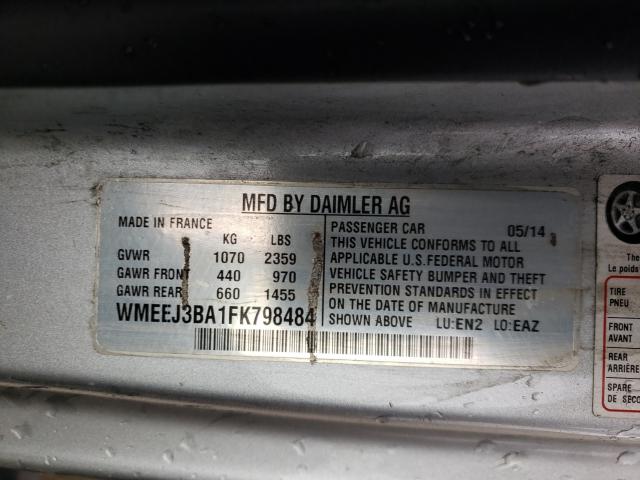 MFD BY DAIMLER AG
MADE IN FRANCE
KG LBS
GVWR 1070 2359
GAWR FRONT 440 970
GAWR REAR 660 1455
WMEEJ3BA1FK798484
PASSENGER CAR 05/14
THIS VEHICLE CONFORMS TO ALL
APPLICABLE U.S. FEDERAL MOTOR
VEHICLE SAFETY BUMPER AND THEFT
PREVENTION STANDARDS IN EFFECT
ON THE DATE OF MANUFACTURE
SHOWN ABOVE LU:EN2 LO:EAZ
The
Le poids
TIRE
PNEU
FRONT
AVANT
REAR
ARRIÈRE
SPARE
DE SECO